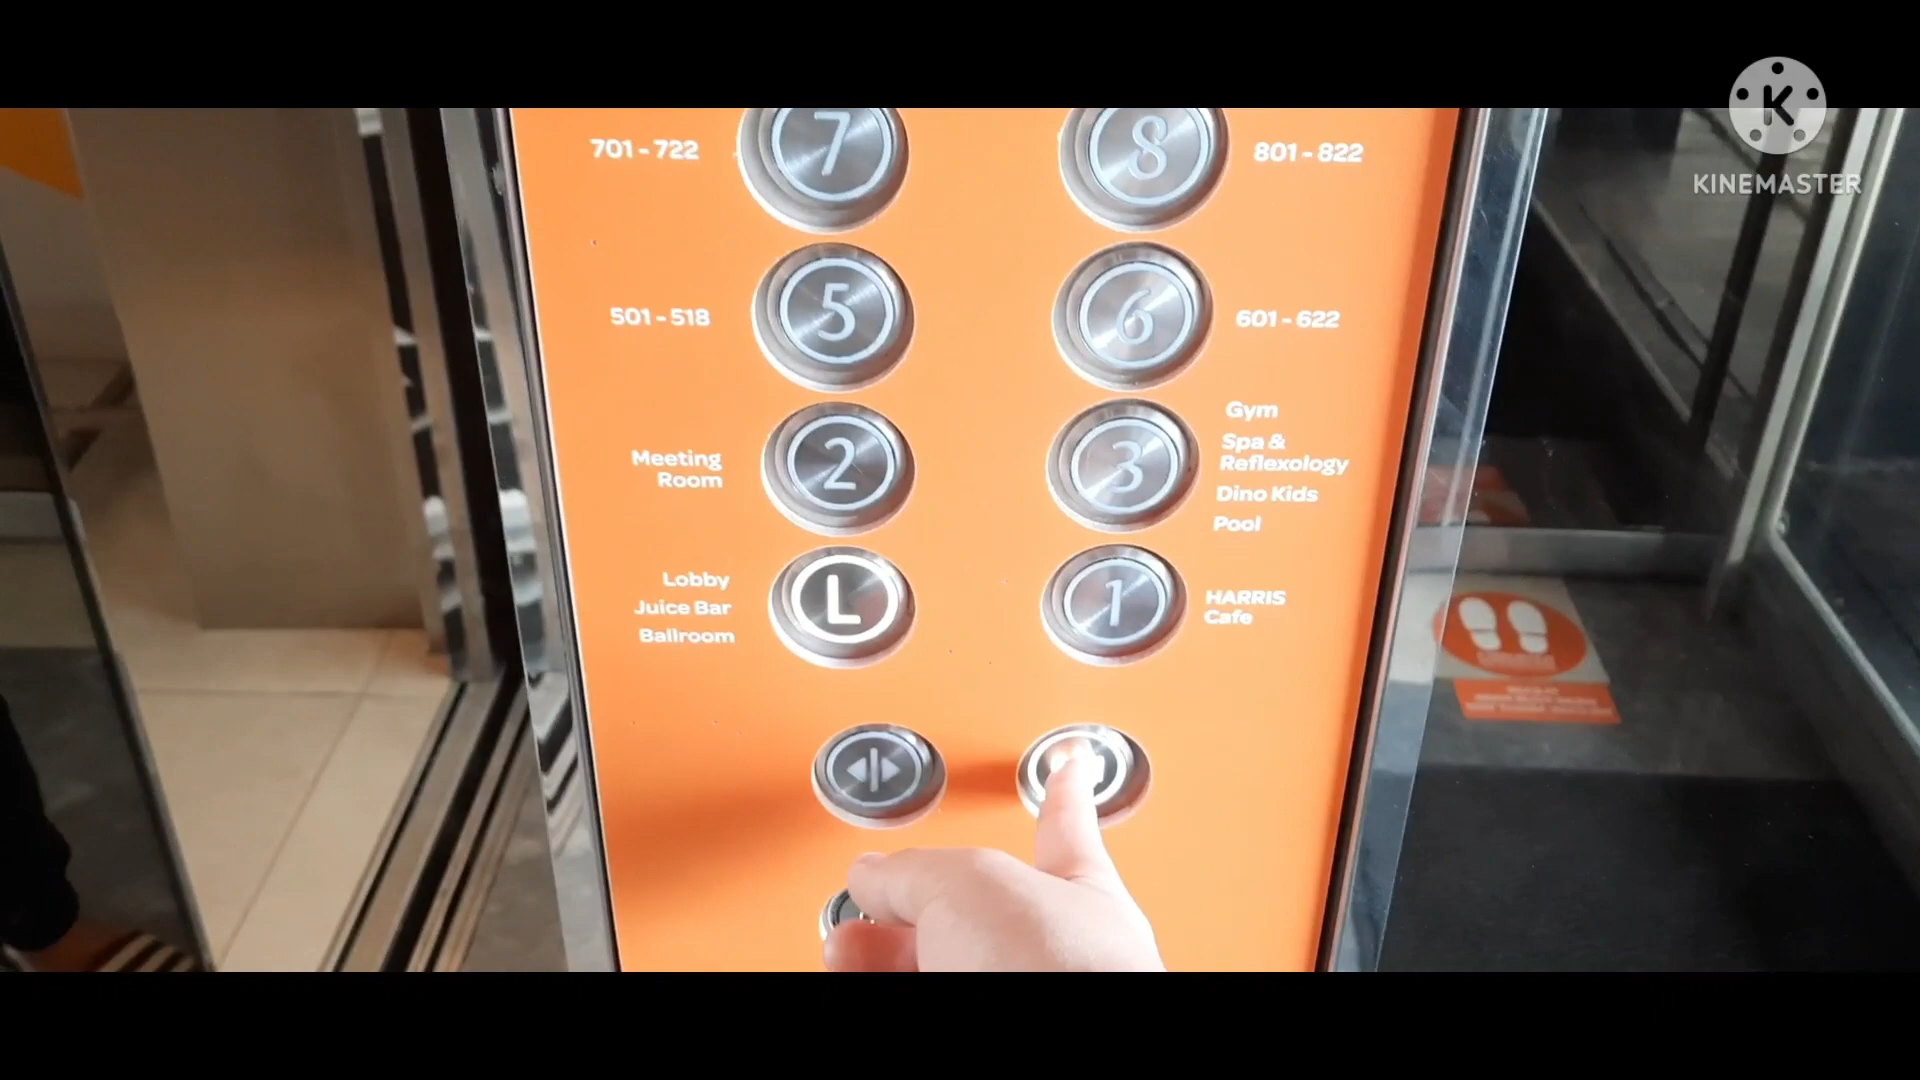 K
KINEMASTER
701 - 722
7
8
801 - 822
501 - 518
5
6
601 - 622
Meeting
Room
2
3
Gym
Spa &
Reflexology
Dino Kids
Pool
Lobby
Juice Bar
Ballroom
L
1
HARRIS
Cafe